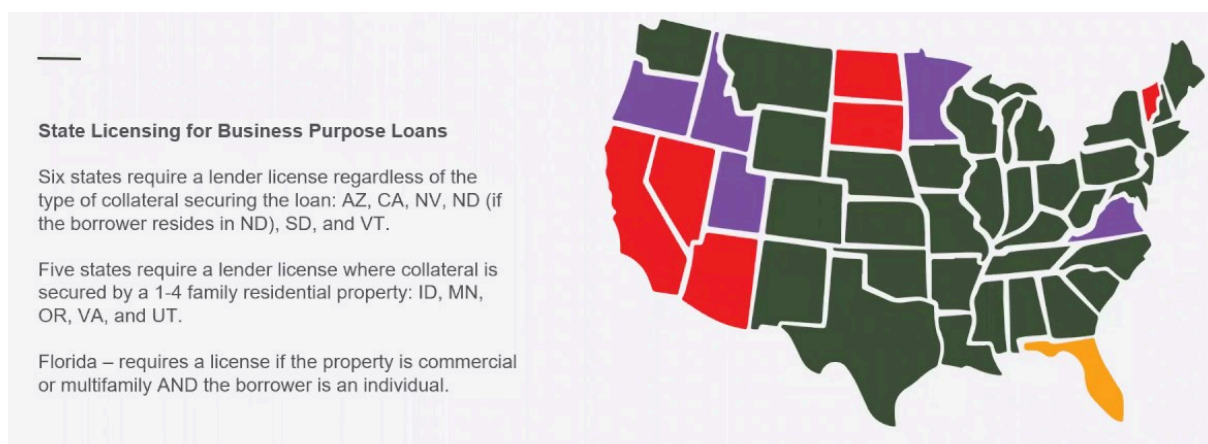 State Licensing for Business Purpose Loans
Six states require a lender license regardless of the
type of collateral securing the loan: AZ, CA, NV, ND (if
the borrower resides in ND), SD, and VT.
Five states require a lender license where collateral is
secured by a 1-4 family residential property: ID, MN,
OR, VA, and UT.
Florida – requires a license if the property is commercial
or multifamily AND the borrower is an individual.